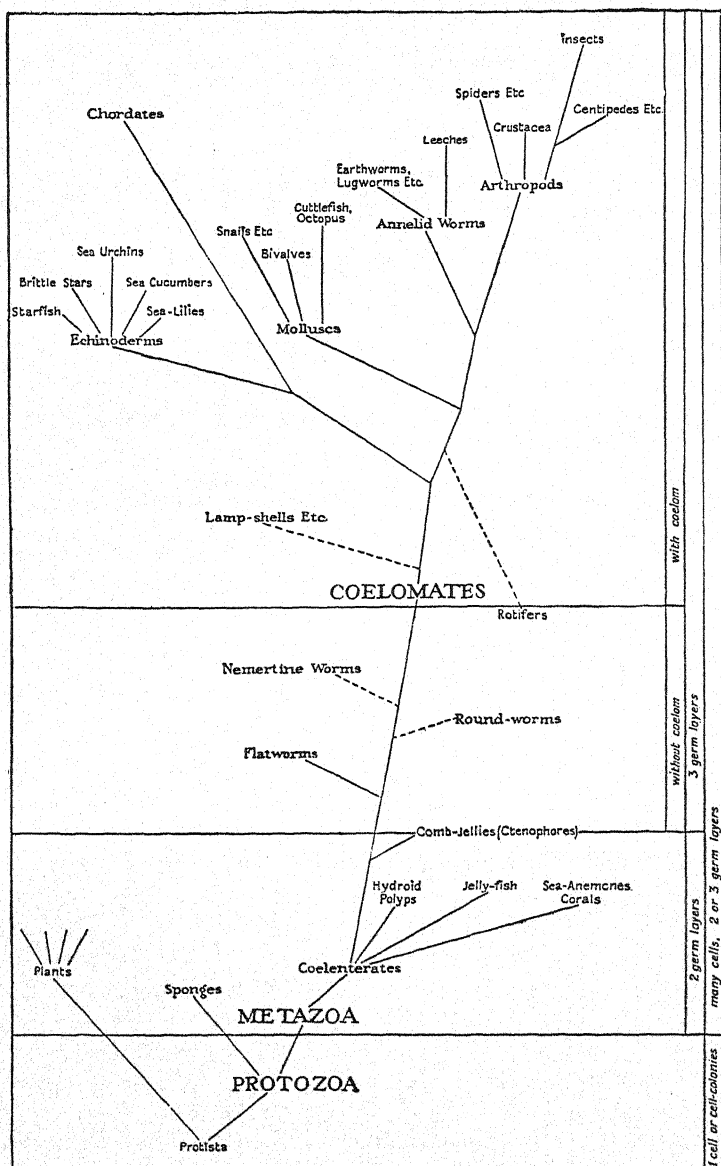 Insects
Spiders Etc
Centipedes Etc.
Chordates
Crustacea
Leeches
Earthworms,
Lugworms Etc.
Arthropods
Cuttlefish,
Octopus
Annelid Worms
Snails Etc
Bivalves
Sea Urchins
Brittle Stars
Sea Cucumbers
Starfish
Sea-Lilies
Molluscs
Echinoderms
Lamp-shells Etc.
with coelom
COELOMATES
Rotifers
Nemertine Worms
Round-worms
Flatworms
without coelom
3 germ layers
Comb-Jellies (Ctenophores)
Hydroid
Polyps
Jelly-fish
Sea-Anemones.
Corals
Plants
Coelenterates
Sponges
2 germ layers
many cells, 2 or 3 germ layers
METAZOA
PROTOZOA
1 cell or cell-colonies
Protista